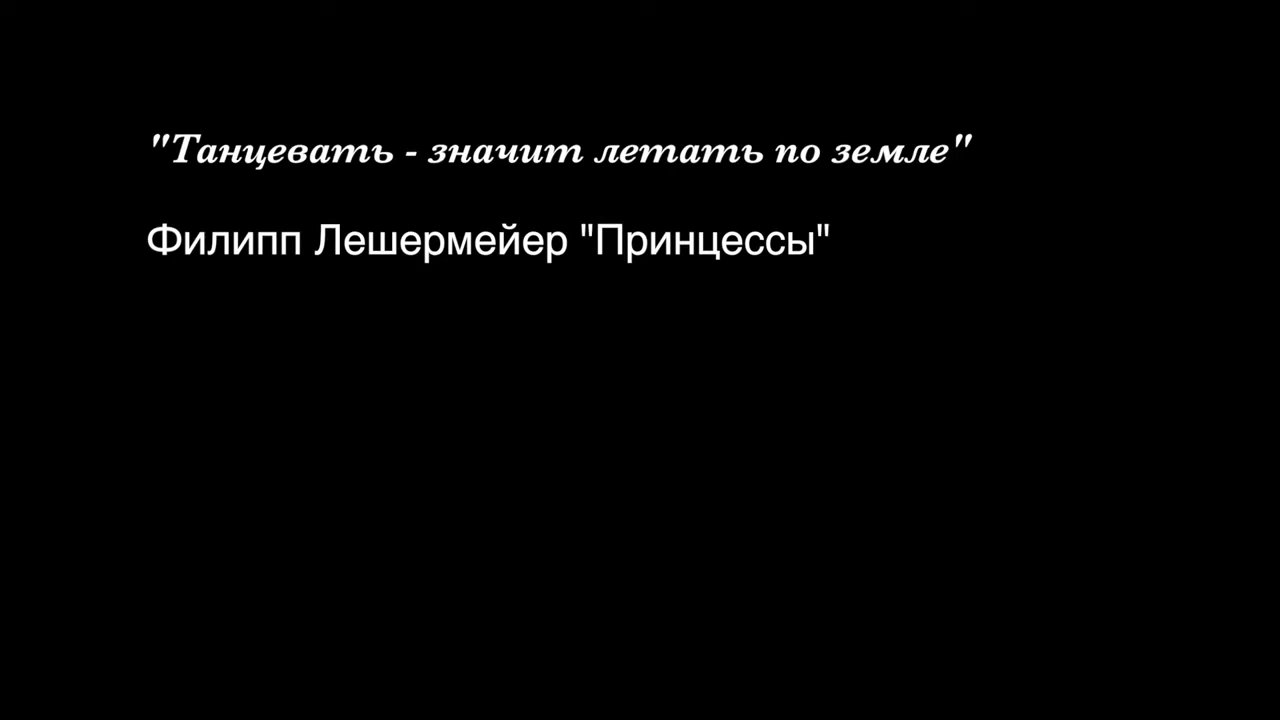 "Танцевать - значит летать по земле"
Филипп Лешермейер "Принцессы"